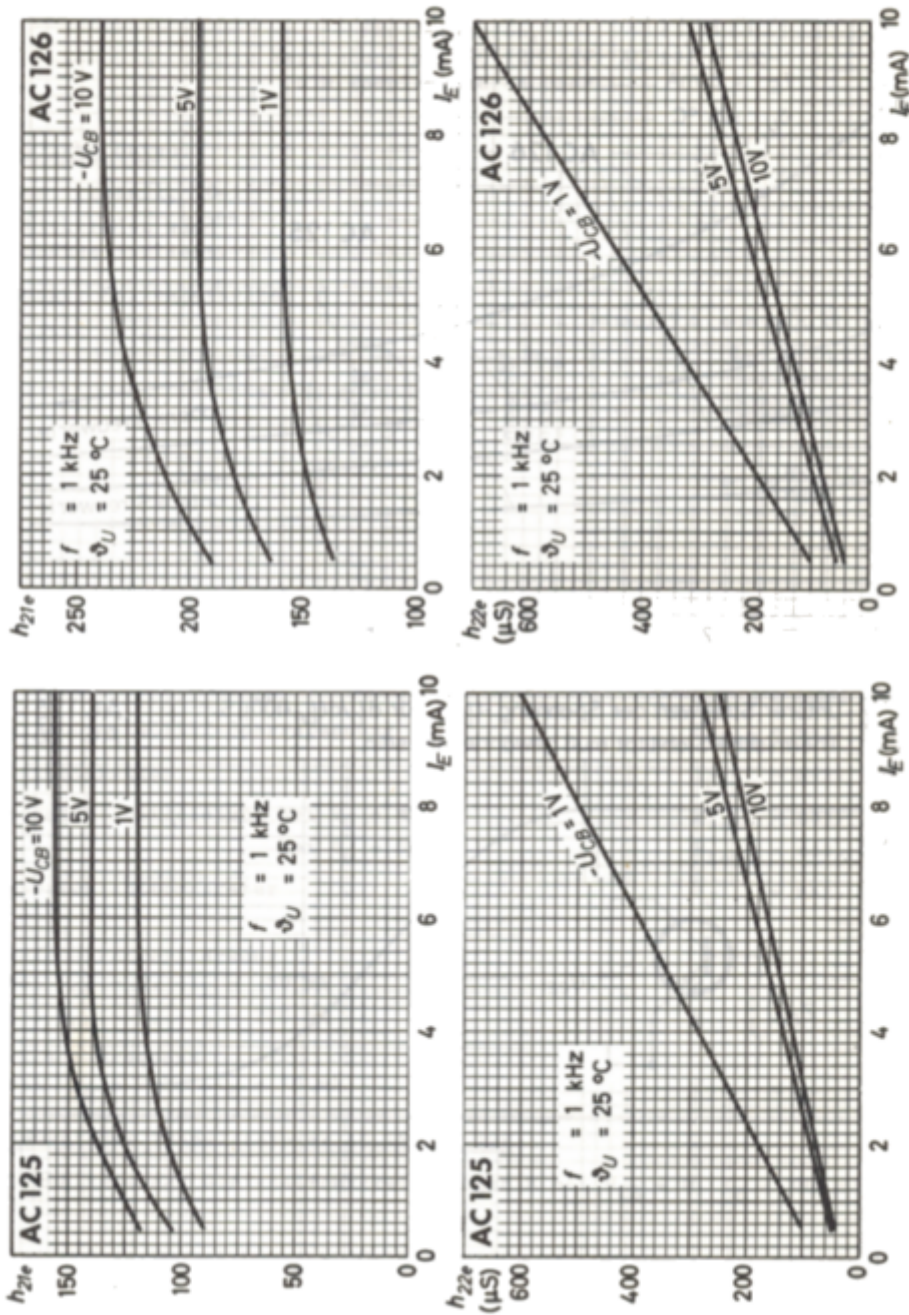 AC 125
h21e
150
100
50
0
-UCB=10V
5V
1V
f = 1 kHz
ϑU = 25 °C
0 2 4 6 8 10
IE (mA)
AC 126
h21e
250
200
150
100
-UCB = 10V
5V
1V
f = 1 kHz
ϑU = 25 °C
0 2 4 6 8 10
IE (mA)
AC 125
h22e
(µS)
600
400
200
0
-UCB = 1V
5V
10V
f = 1 kHz
ϑU = 25 °C
0 2 4 6 8 10
IE (mA)
AC 126
h22e
(µS)
600
400
200
0
-UCB = 1V
5V
10V
f = 1 kHz
ϑU = 25 °C
0 2 4 6 8 10
IE (mA)